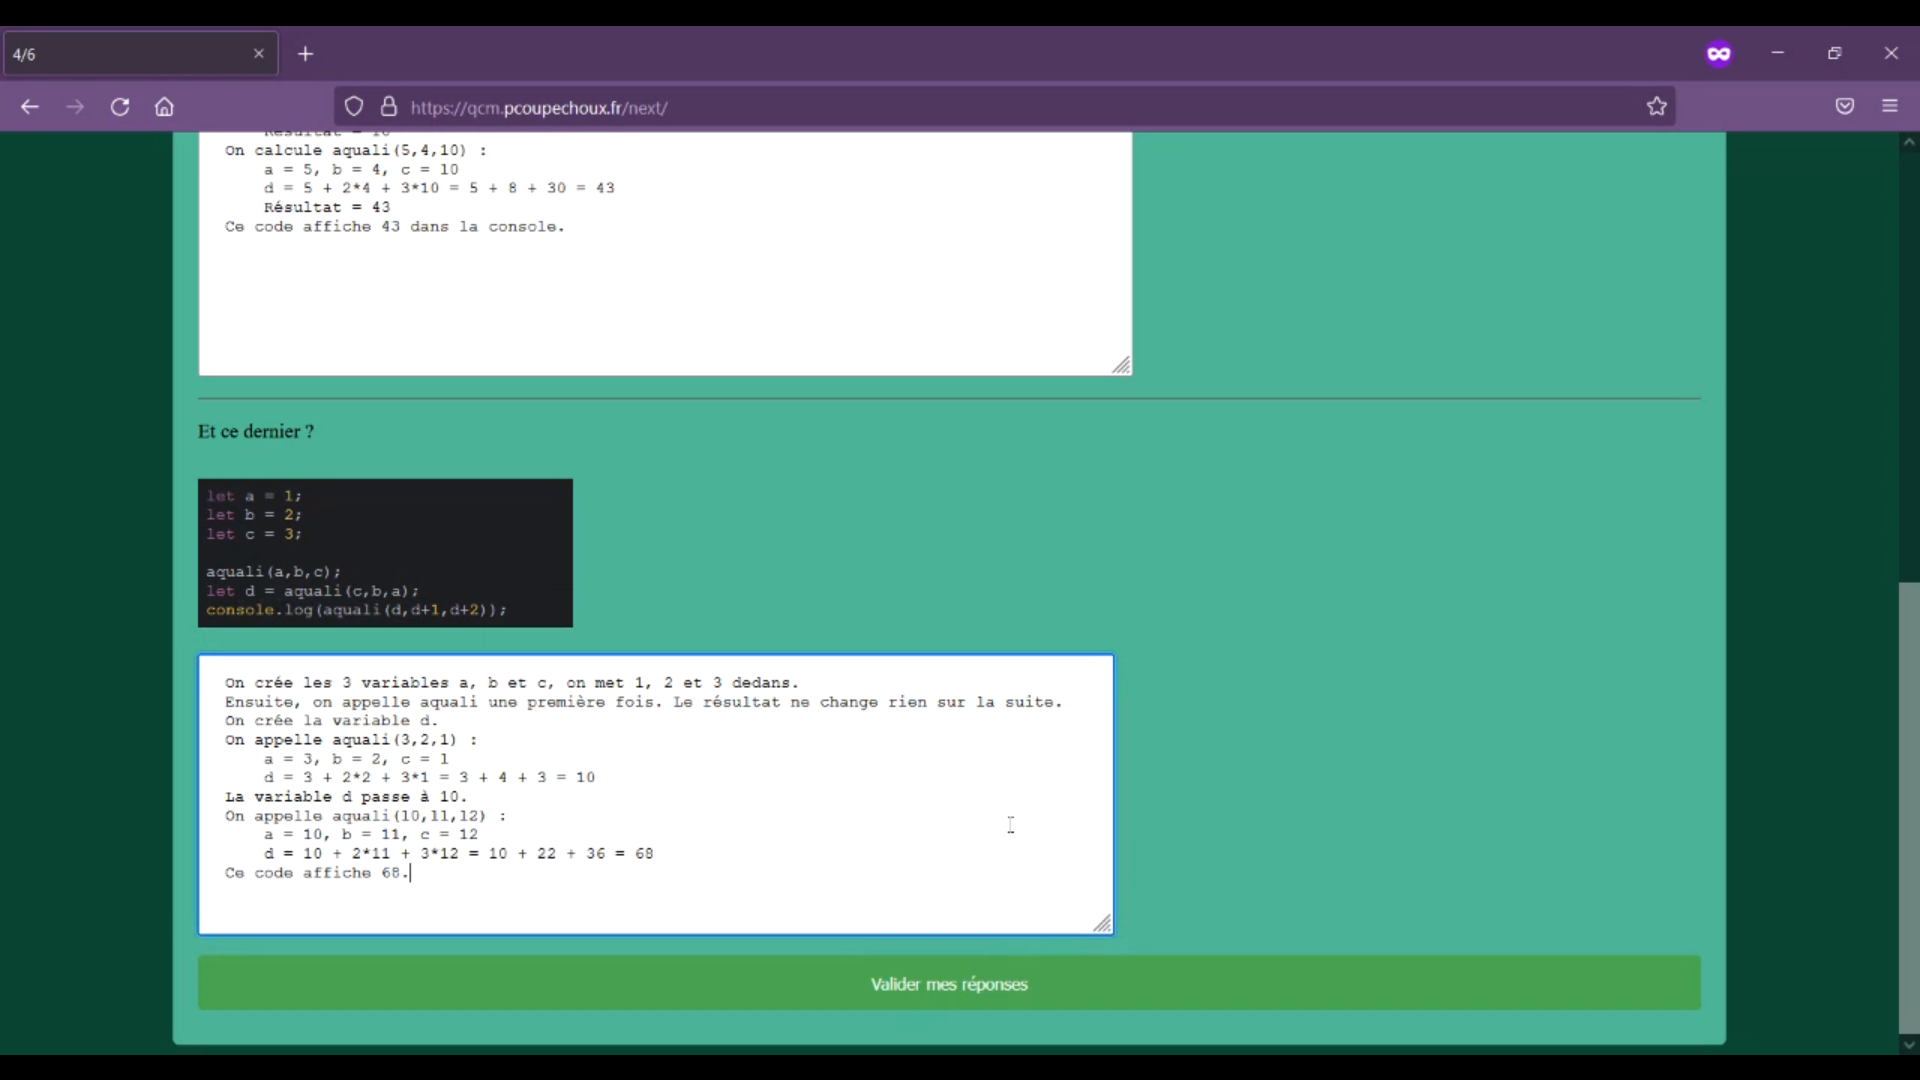 4/6
https://qcm.pcoupechoux.fr/next/
Résultat = 10
On calcule aquali(5,4,10) :
a = 5, b = 4, c = 10
d = 5 + 2*4 + 3*10 = 5 + 8 + 30 = 43
Résultat = 43
Ce code affiche 43 dans la console.
Et ce dernier ?
let a = 1;
let b = 2;
let c = 3;
aquali(a,b,c);
let d = aquali(c,b,a);
console.log(aquali(d,d+1,d+2));
On crée les 3 variables a, b et c, on met 1, 2 et 3 dedans.
Ensuite, on appelle aquali une première fois. Le résultat ne change rien sur la suite.
On crée la variable d.
On appelle aquali(3,2,1) :
a = 3, b = 2, c = 1
d = 3 + 2*2 + 3*1 = 3 + 4 + 3 = 10
La variable d passe à 10.
On appelle aquali(10,11,12) :
a = 10, b = 11, c = 12
d = 10 + 2*11 + 3*12 = 10 + 22 + 36 = 68
Ce code affiche 68.
Valider mes réponses